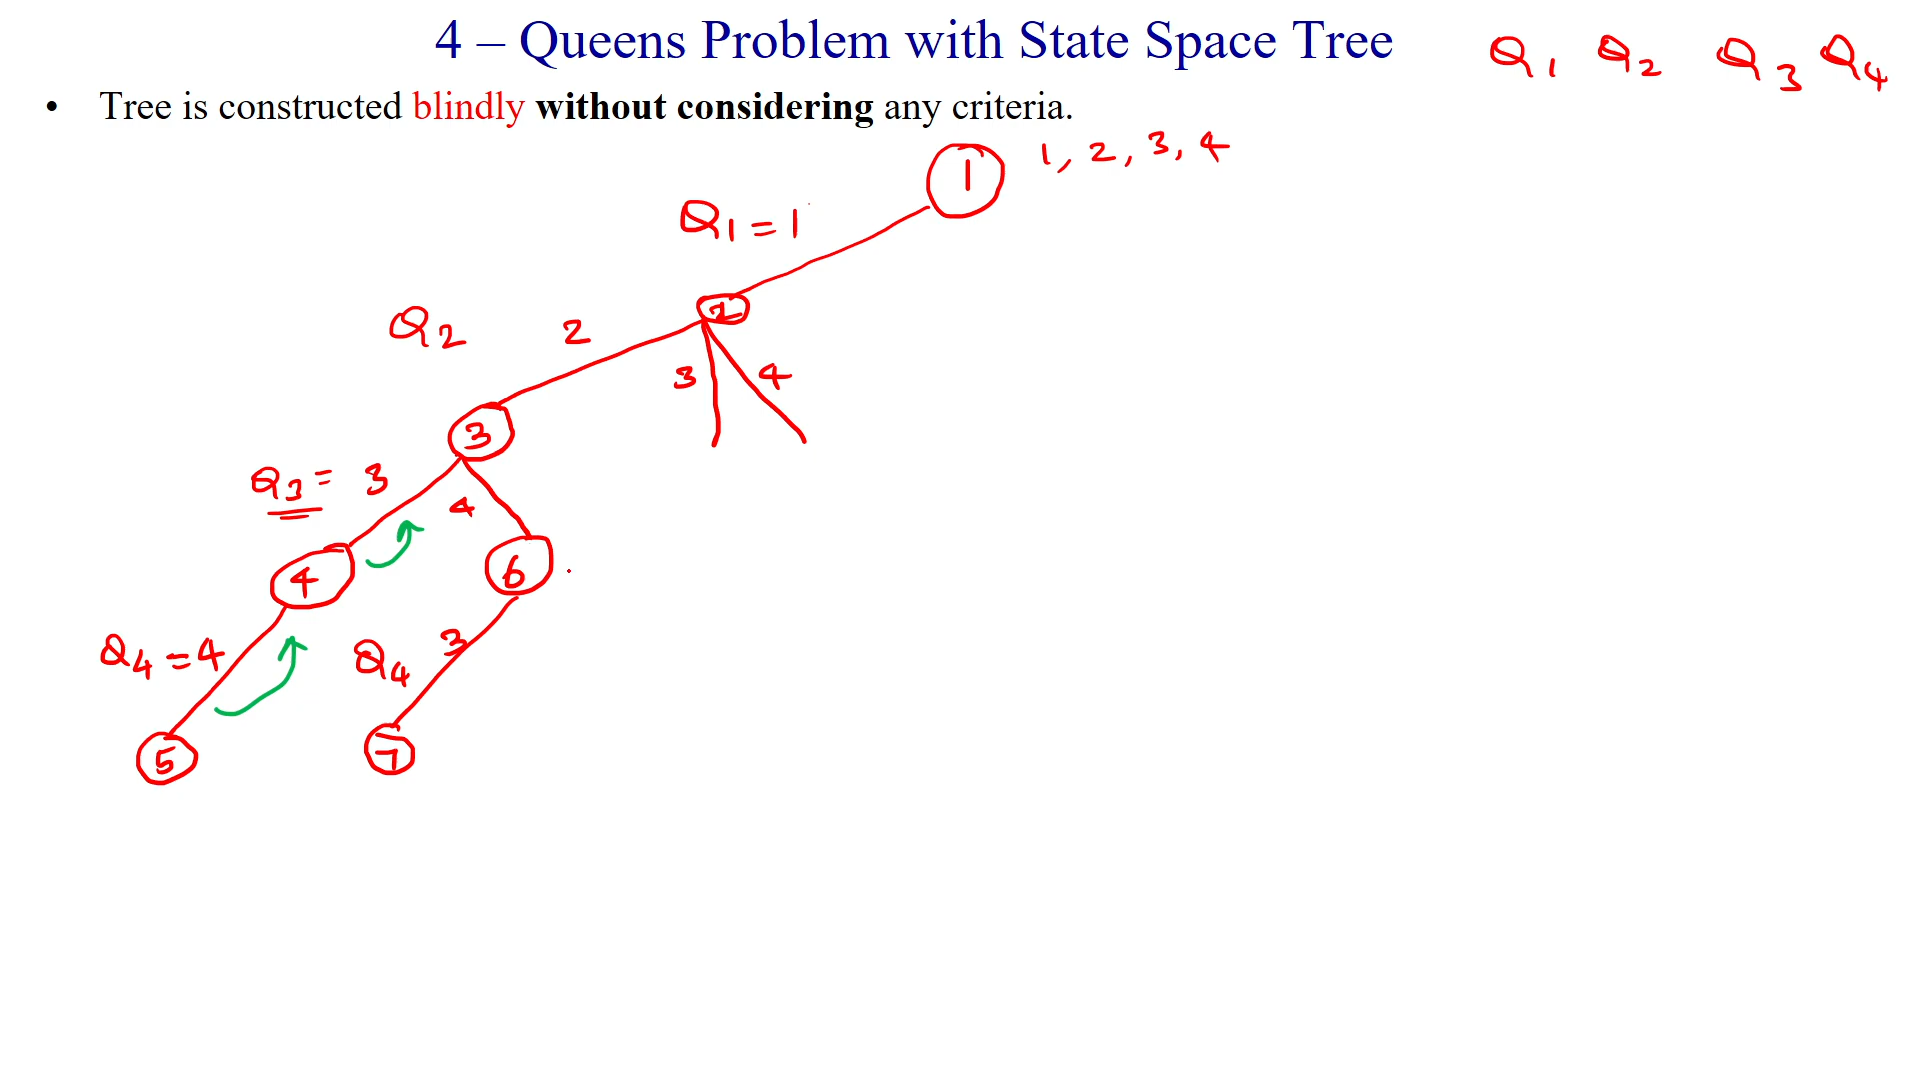 4 – Queens Problem with State Space Tree
Q1 Q2 Q3 Q4
• Tree is constructed blindly without considering any criteria.
1 1, 2, 3, 4
Q1 = 1
2
Q2 2
3 4
3
Q3 = 3 4
4 6
Q4 = 4 Q4 3
5 7